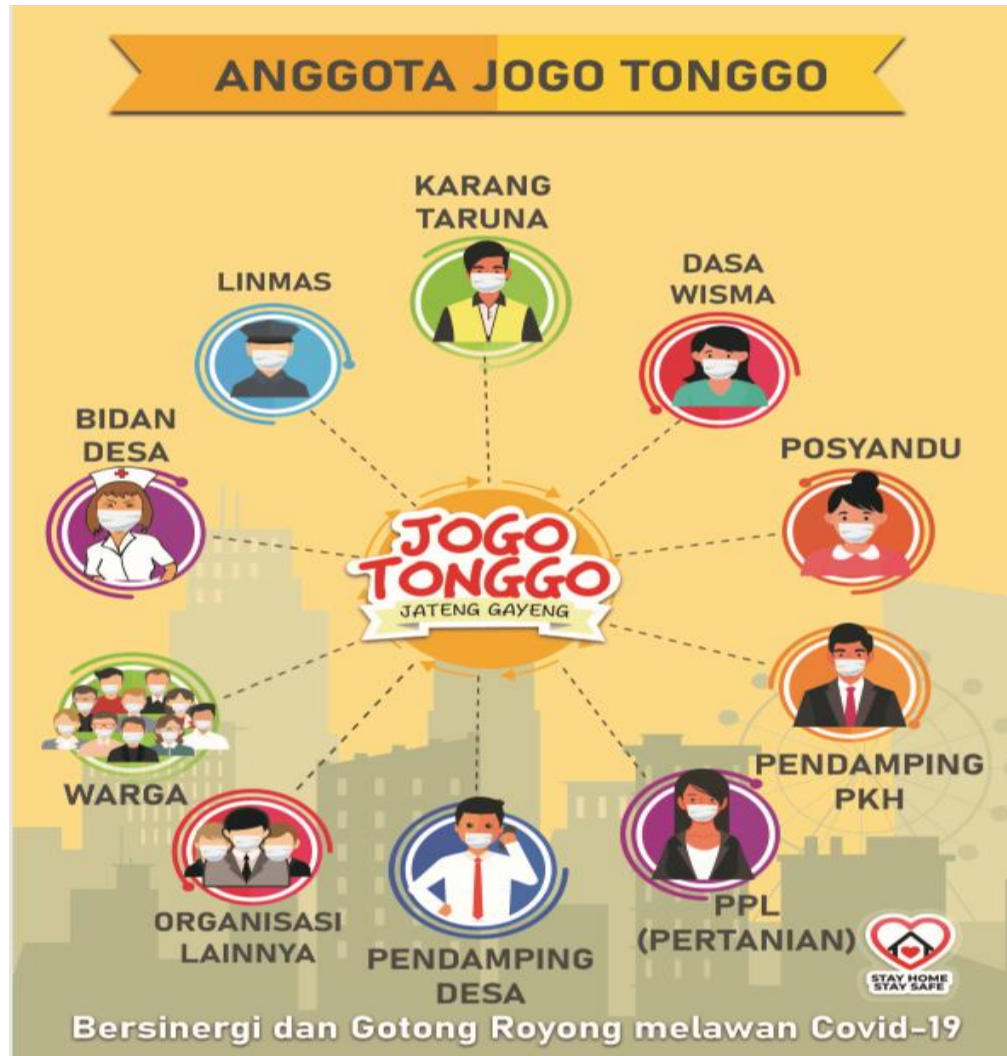 ANGGOTA JOGO TONGGO
KARANG
TARUNA
LINMAS
DASA
WISMA
BIDAN
DESA
POSYANDU
JOGO
TONGGO
JATENG GAYENG
WARGA
PENDAMPING
PKH
ORGANISASI
LAINNYA
PENDAMPING
DESA
PPL
(PERTANIAN)
STAY HOME
STAY SAFE
Bersinergi dan Gotong Royong melawan Covid-19